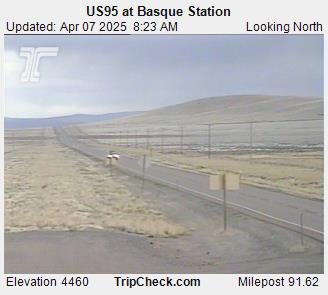 US95 at Basque Station
Updated: Apr 07 2025 8:23 AM Looking North
Elevation 4460 TripCheck.com Milepost 91.62